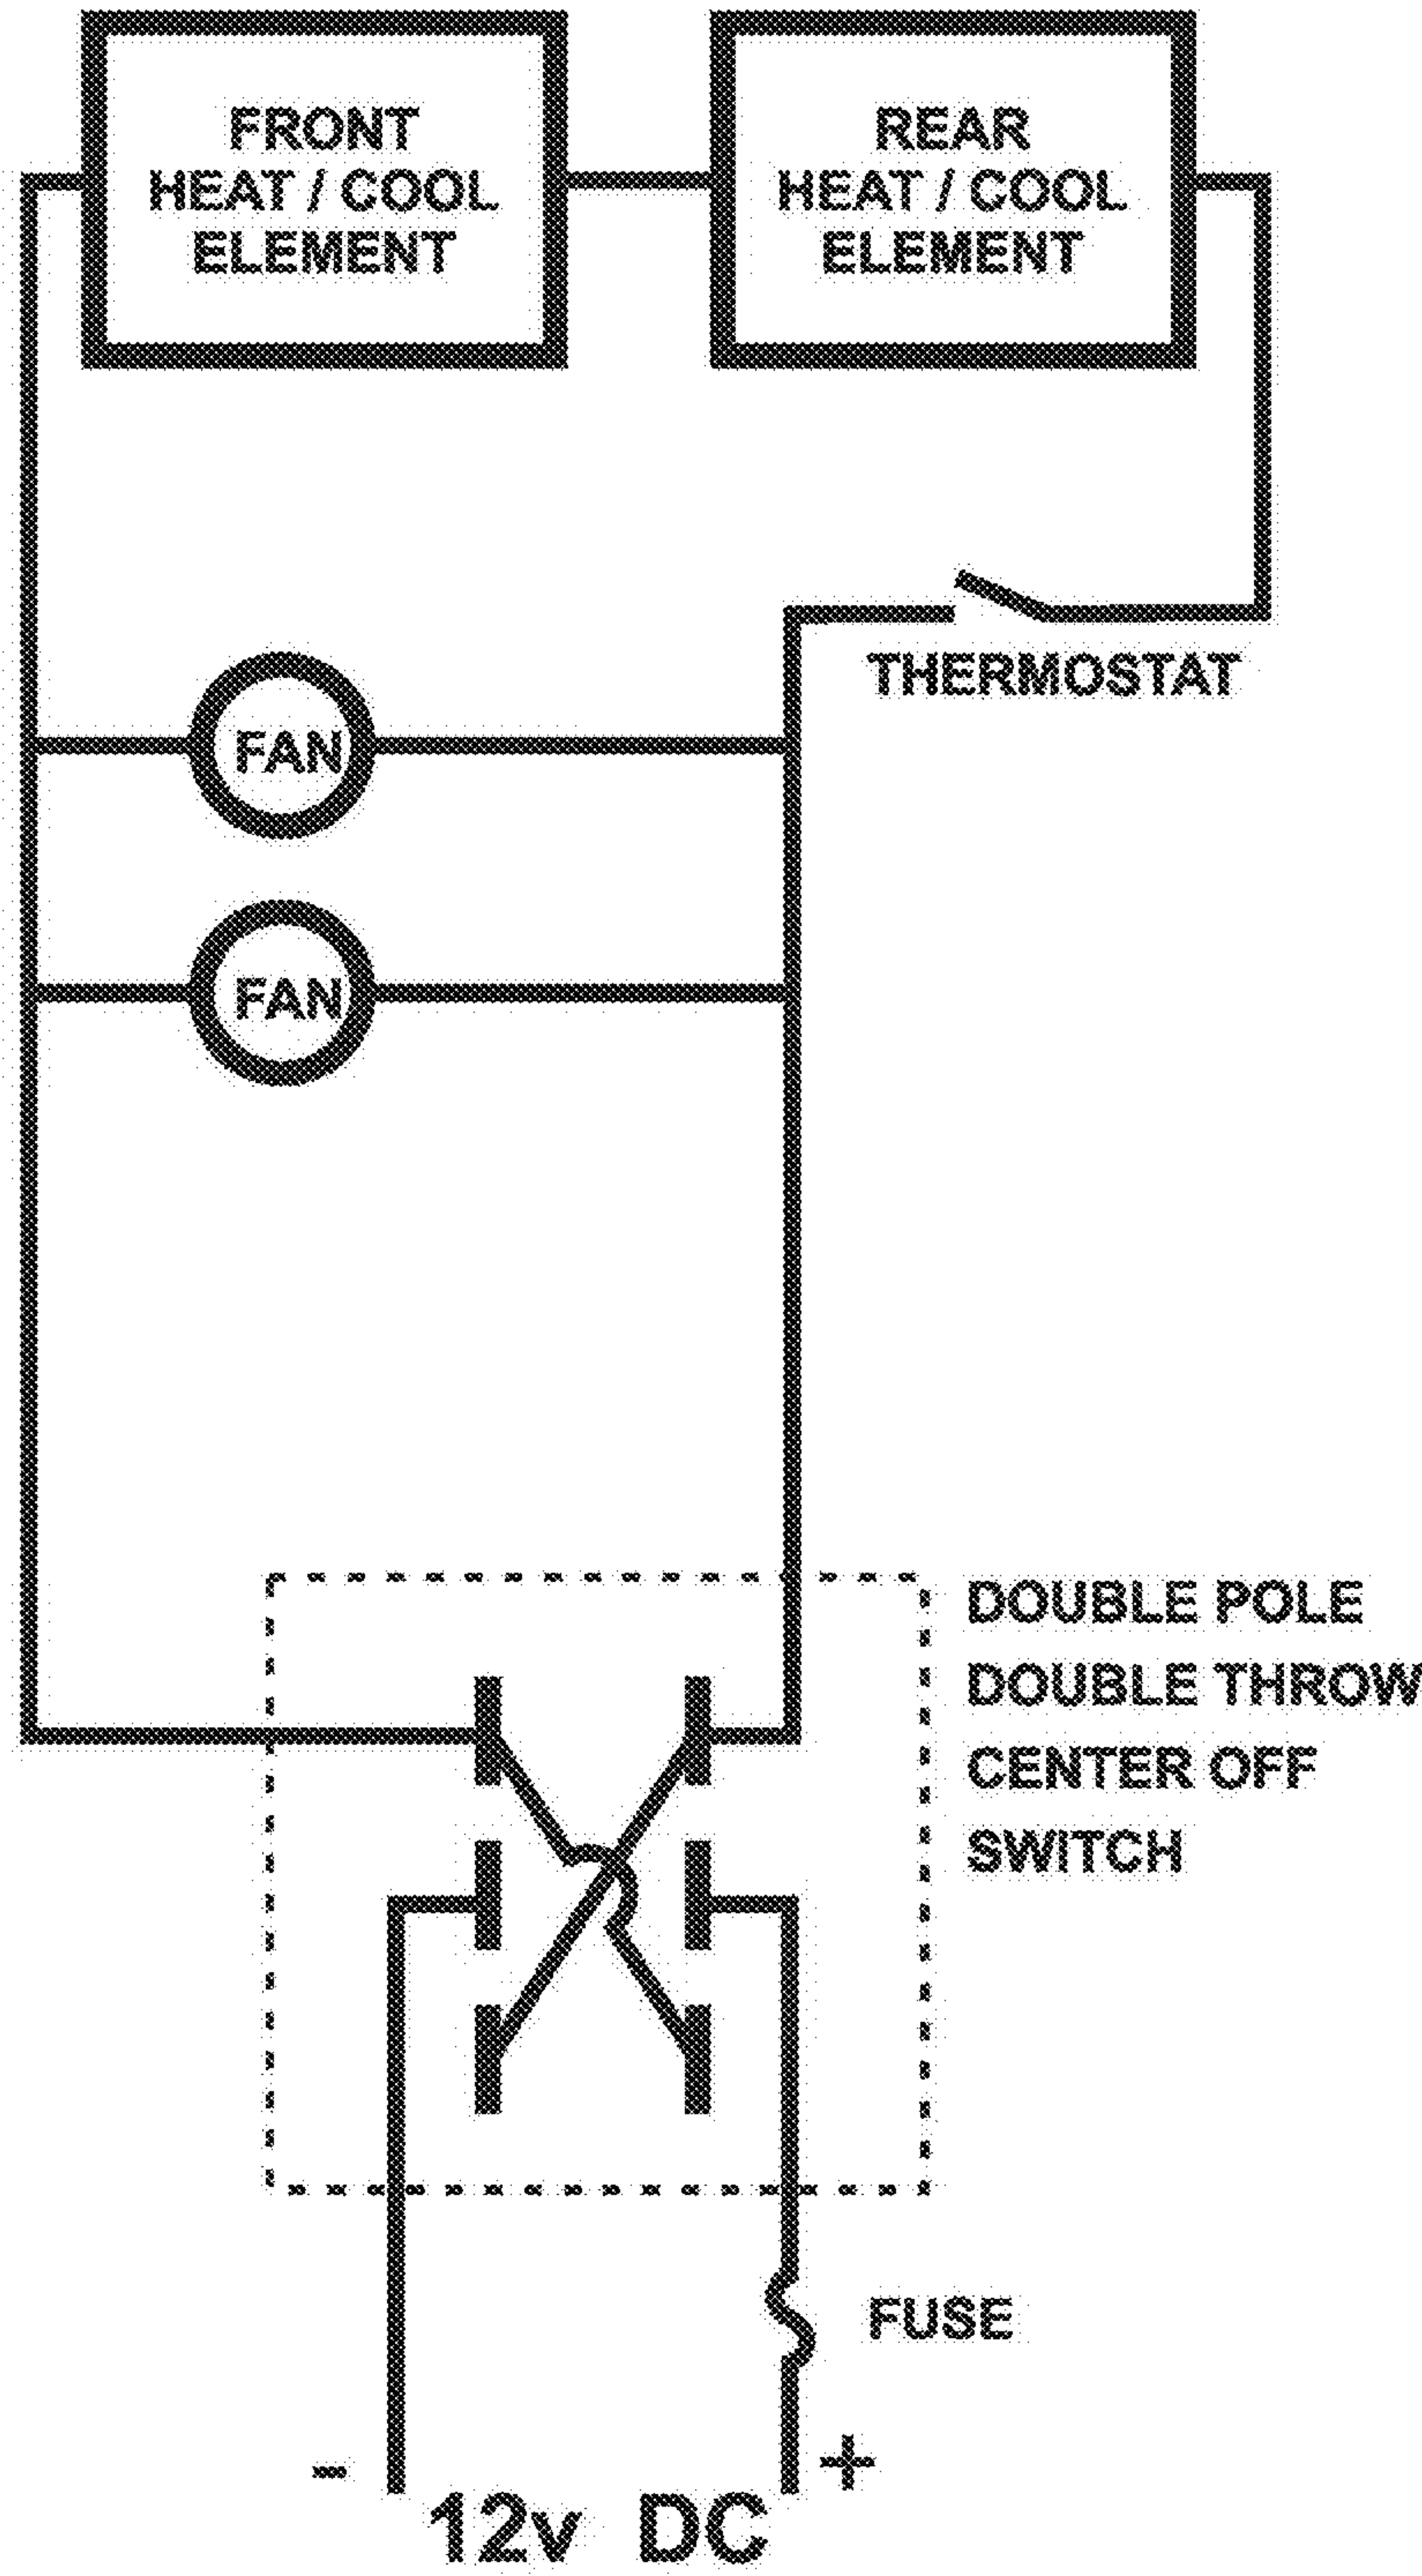 FRONT
HEAT / COOL
ELEMENT
REAR
HEAT / COOL
ELEMENT
THERMOSTAT
FAN
FAN
DOUBLE POLE
DOUBLE THROW
CENTER OFF
SWITCH
FUSE
- +
12v DC